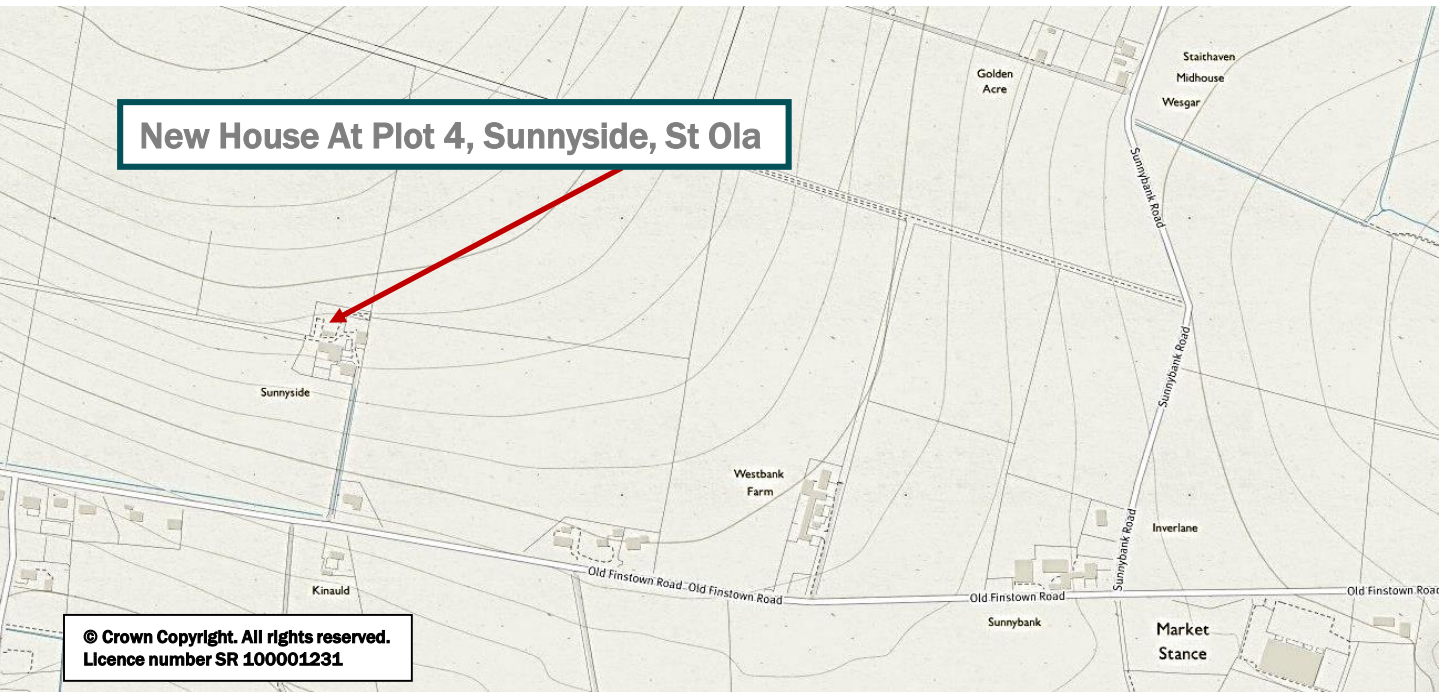 New House At Plot 4, Sunnyside, St Ola
Golden
Acre
Staithaven
Midhouse
Wesgar
Sunnybank Road
Sunnybank Road
Sunnyside
Westbank
Farm
Sunnybank Road
Inverlane
Kinauld
Old Finstown Road
Old Finstown Road
Old Finstown Road
Old Finstown Road
Sunnybank
Market
Stance
© Crown Copyright. All rights reserved.
Licence number SR 100001231